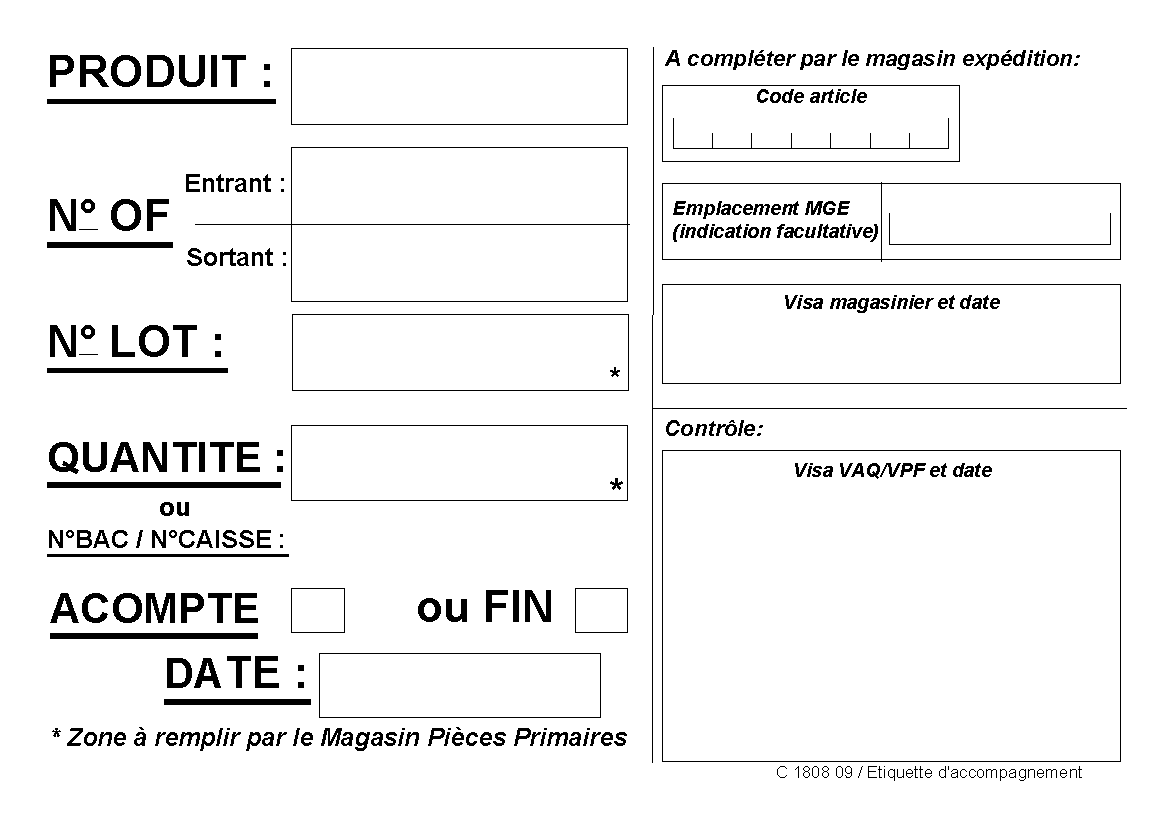 PRODUIT :
Entrant :
Nº OF
Sortant :
Nº LOT :
*
QUANTITE :
*
ou
N°BAC / N°CAISSE :
ACOMPTE
ou FIN
DATE :
* Zone à remplir par le Magasin Pièces Primaires
A compléter par le magasin expédition:
Code article
Emplacement MGE
(indication facultative)
Visa magasinier et date
Contrôle:
Visa VAQ/VPF et date
C 1808 09 / Etiquette d'accompagnement